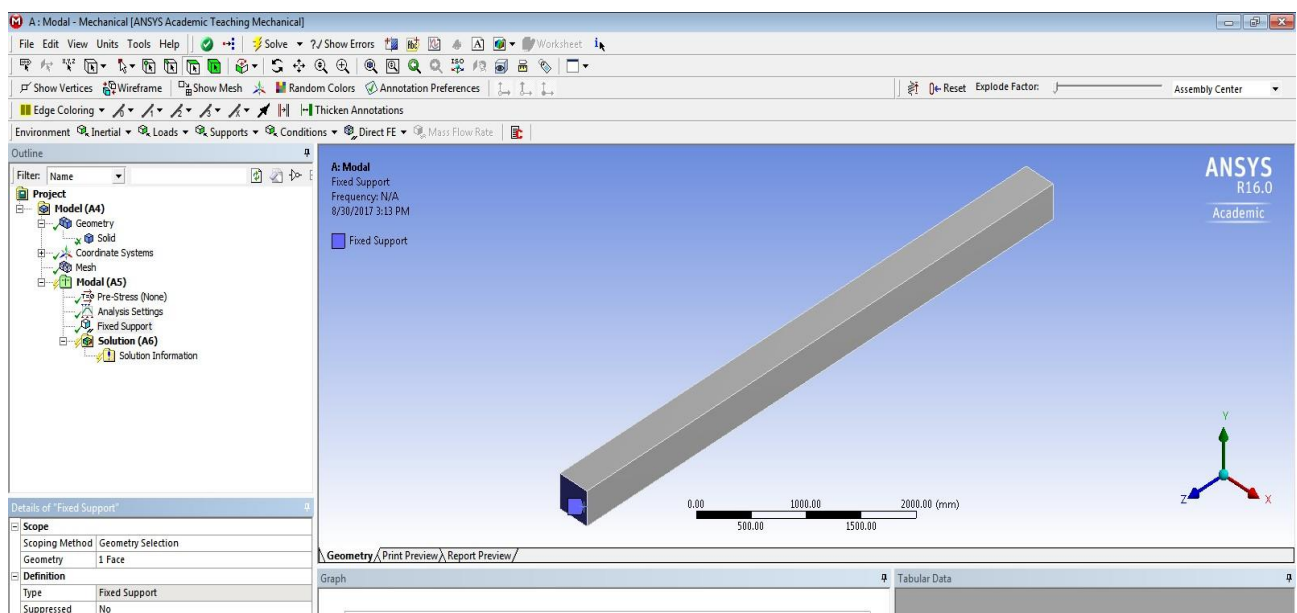 A : Modal - Mechanical [ANSYS Academic Teaching Mechanical]
File Edit View Units Tools Help Solve ?/ Show Errors Worksheet
Show Vertices Wireframe Show Mesh Random Colors Annotation Preferences Reset Explode Factor: Assembly Center
Edge Coloring Thicken Annotations
Environment Inertial Loads Supports Conditions Direct FE Mass Flow Rate
Outline
Filter: Name
Project
Model (A4)
Geometry
Solid
Coordinate Systems
Mesh
Modal (A5)
Pre-Stress (None)
Analysis Settings
Fixed Support
Solution (A6)
Solution Information
A: Modal
Fixed Support
Frequency: N/A
8/30/2017 3:13 PM
Fixed Support
ANSYS
R16.0
Academic
Y
Z X
0.00 1000.00 2000.00 (mm)
500.00 1500.00
Details of "Fixed Support"
Scope
Scoping Method Geometry Selection
Geometry 1 Face
Definition
Type Fixed Support
Suppressed No
Geometry Print Preview Report Preview
Graph Tabular Data